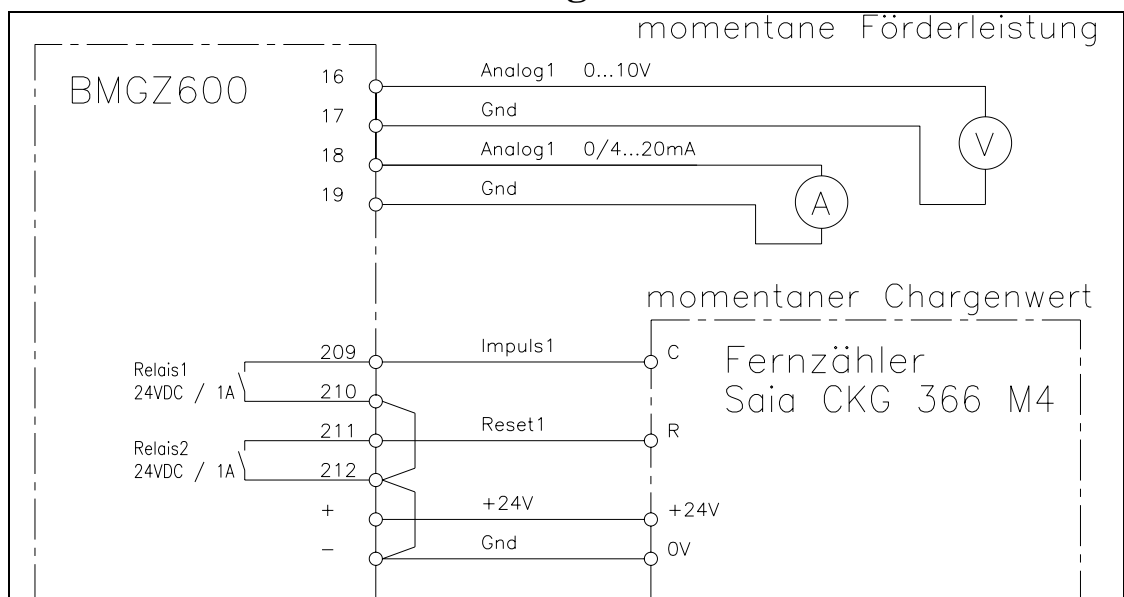 momentane Förderleistung
BMGZ600
16 Analog1 0...10V
17 Gnd
V
18 Analog1 0/4...20mA
19 Gnd
A
momentaner Chargenwert
209 Impuls1 C
Fernzähler
Saia CKG 366 M4
Relais1
24VDC / 1A
210
211 Reset1 R
Relais2
24VDC / 1A
212
+ +24V +24V
- Gnd 0V